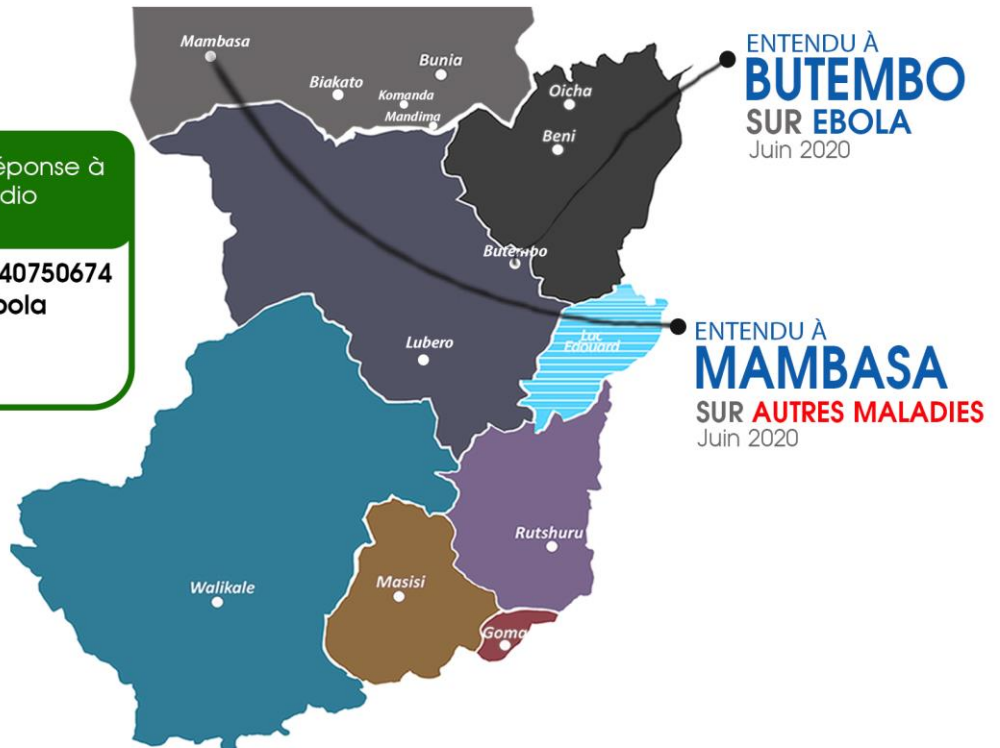 Mambasa
Bunia
Biakato
Komanda
Mandima
Oicha
Beni
ENTENDU À
BUTEMBO
SUR EBOLA
Juin 2020
éponse à
dio
40750674
bola
Butembo
Lubero
Lac
Edouard
ENTENDU À
MAMBASA
SUR AUTRES MALADIES
Juin 2020
Rutshuru
Walikale
Masisi
Goma